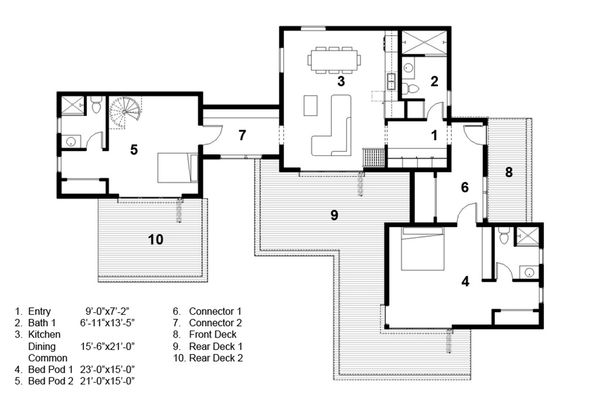 3
2
1
5
7
6
8
9
10
4
1. Entry 9'-0"x7'-2"
2. Bath 1 6'-11"x13'-5"
3. Kitchen
Dining 15'-6"x21'-0"
Common
4. Bed Pod 1 23'-0"x15'-0"
5. Bed Pod 2 21'-0"x15'-0"
6. Connector 1
7. Connector 2
8. Front Deck
9. Rear Deck 1
10. Rear Deck 2